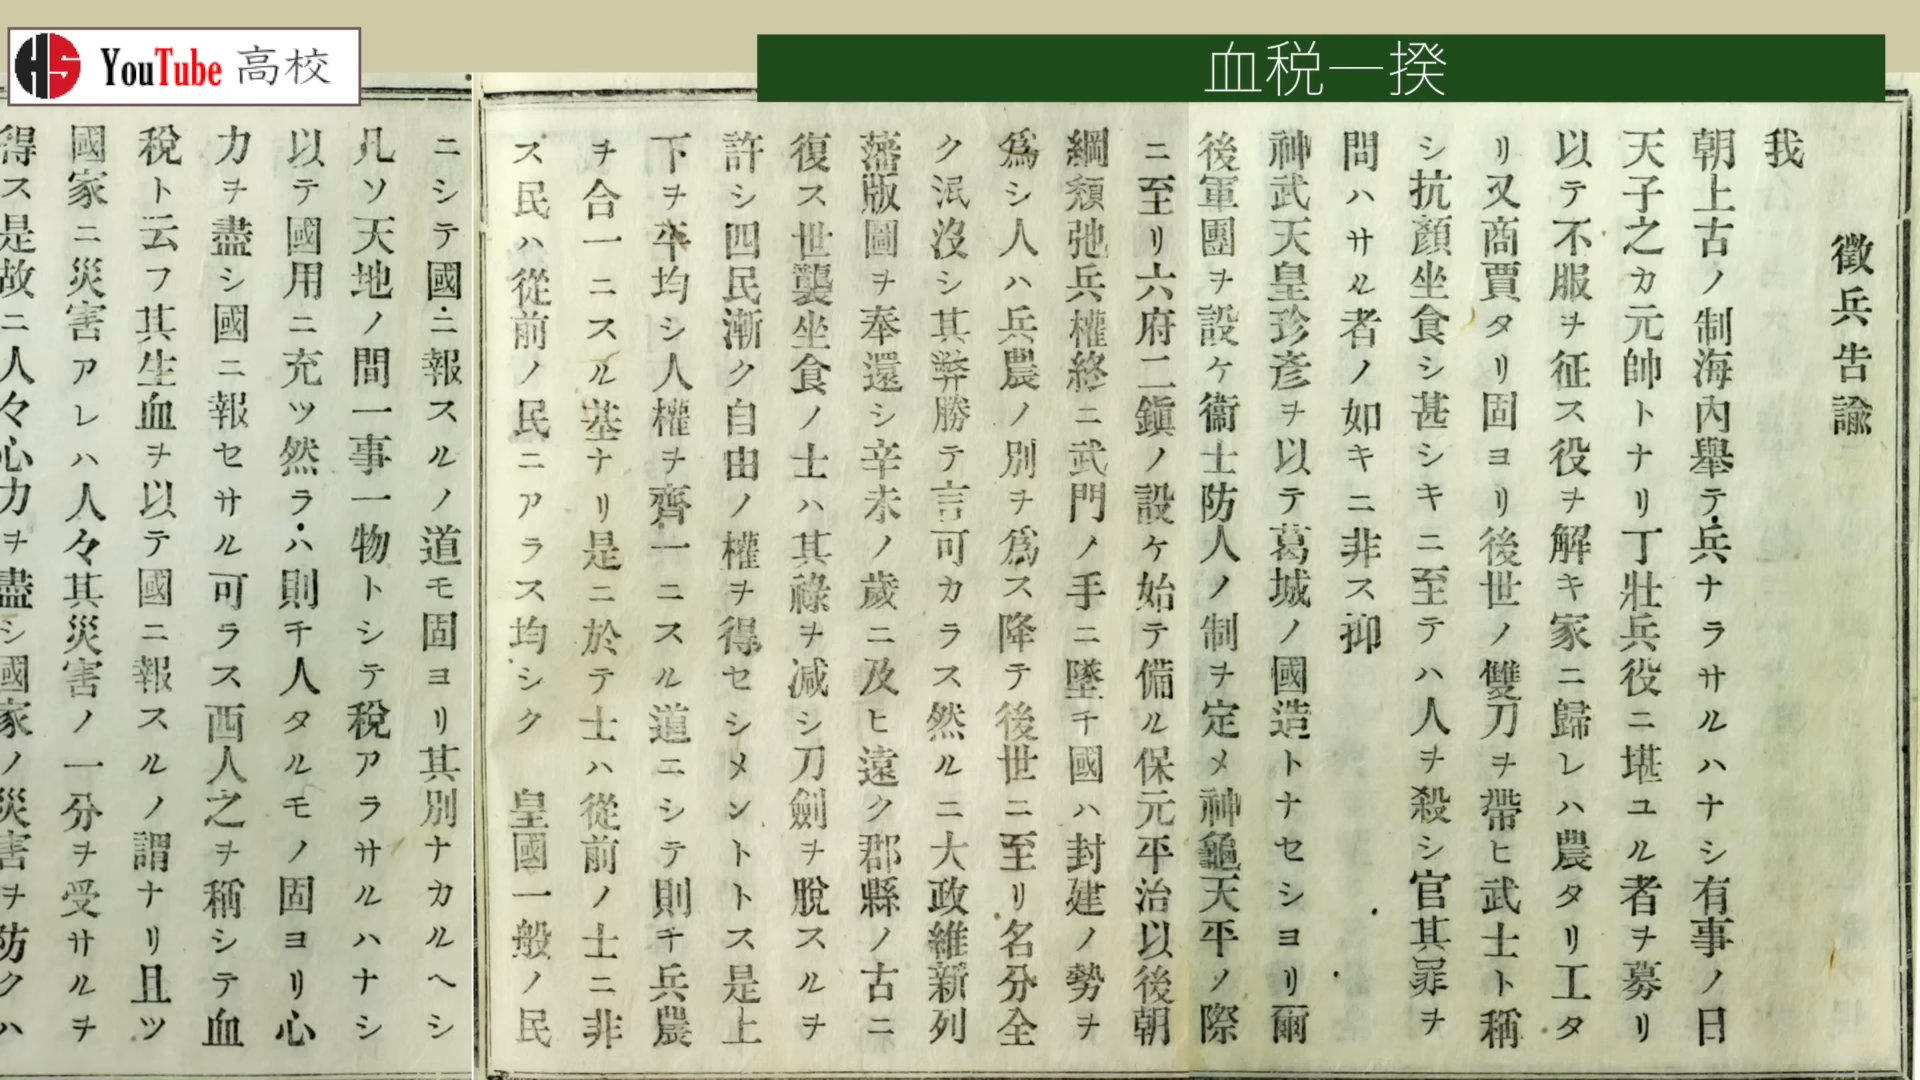 YouTube 高校
血税一揆
徴兵告諭
我
朝上古ノ制海内擧テ兵ナラサルハナシ有事ノ日
天子之カ元帥トナリ丁壯兵役ニ堪ユル者ヲ募リ
以テ不服ヲ征ス役ヲ解キ家ニ歸レハ農タリ工タ
リ又商賈タリ固ヨリ後世ノ雙刀ヲ帶ヒ武士ト稱
シ抗顏坐食シ甚シキニ至テハ人ヲ殺シ官其罪ヲ
問ハサル者ノ如キニ非ス抑
神武天皇珍彥ヲ以テ葛城ノ國造トナセシヨリ爾
後軍團ヲ設ケ衞士防人ノ制ヲ定メ神龜天平ノ際
ニ至リ六府二鎭ノ設ケ始テ備ル保元平治以後朝
綱頽弛兵權終ニ武門ノ手ニ墜チ國ハ封建ノ勢ヲ
爲シ人ハ兵農ノ別ヲ爲ス降テ後世ニ至リ名分全
ク泯沒シ其弊勝テ言可カラス然ルニ大政維新列
藩版圖ヲ奉還シ辛未ノ歲ニ及ヒ遠ク郡縣ノ古ニ
復ス世襲坐食ノ士ハ其祿ヲ减シ刀劍ヲ脫スルヲ
許シ四民漸ク自由ノ權ヲ得セシメントトス是上
下ヲ平均シ人權ヲ齊一ニスル道ニシテ則チ兵農
ヲ合一ニスル基ナリ是ニ於テ士ハ從前ノ士ニ非
ス民ハ從前ノ民ニアラス均シク 皇國一般ノ民
ニシテ國ニ報スルノ道モ固ヨリ其別ナカルヘシ
凡ソ天地ノ間一事一物トシテ稅アラサルハナシ
以テ國用ニ充ツ然ラハ則チ人タルモノ固ヨリ心
力ヲ盡シ國ニ報セサル可ラス西人之ヲ稱シテ血
稅ト云フ其生血ヲ以テ國ニ報スルノ謂ナリ且ツ
國家ニ災害アレハ人々其災害ノ一分ヲ受サルヲ
得ス是故ニ人々心力ヲ盡シ國家ノ災害ヲ防クハ